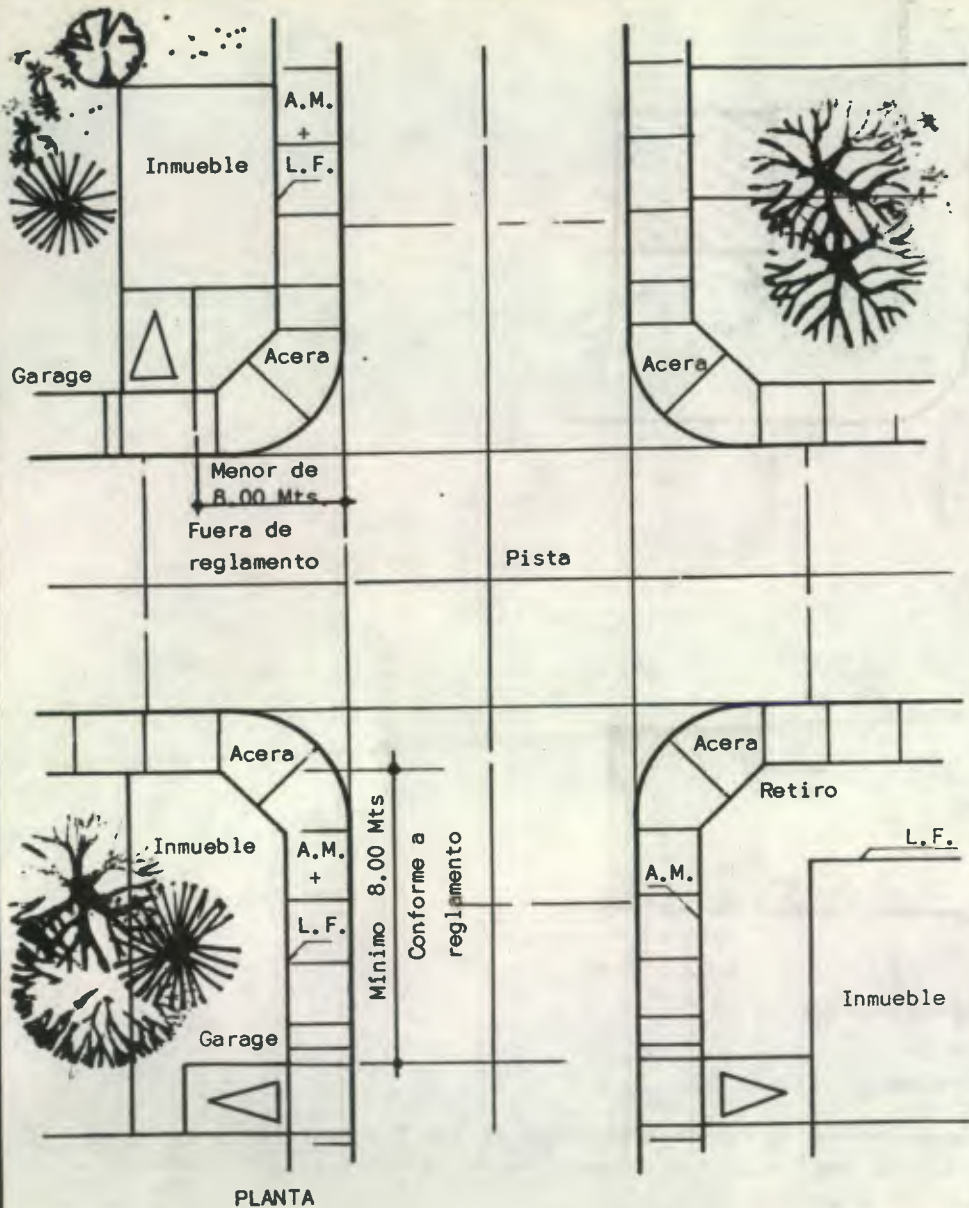 A.M.
+
L.F.
Inmueble
Acera
Garage
Acera
Menor de
8.00 Mts.
Fuera de
reglamento
Pista
Acera
Inmueble
A.M.
+
L.F.
Garage
Mínimo 8.00 Mts
Conforme a
reglamento
Acera
Retiro
L.F.
A.M.
Inmueble
PLANTA